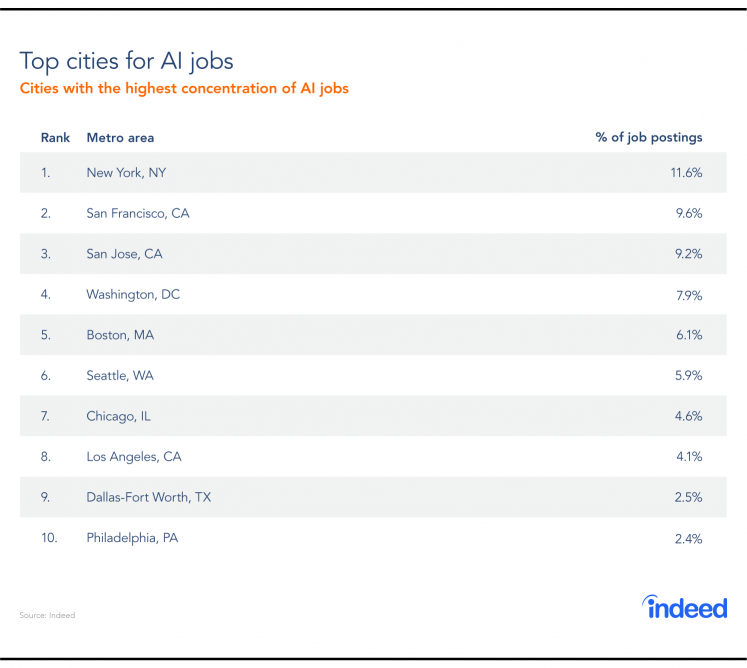 Top cities for AI jobs
Cities with the highest concentration of AI jobs
Rank Metro area % of job postings
1. New York, NY 11.6%
2. San Francisco, CA 9.6%
3. San Jose, CA 9.2%
4. Washington, DC 7.9%
5. Boston, MA 6.1%
6. Seattle, WA 5.9%
7. Chicago, IL 4.6%
8. Los Angeles, CA 4.1%
9. Dallas-Fort Worth, TX 2.5%
10. Philadelphia, PA 2.4%
Source: Indeed
indeed